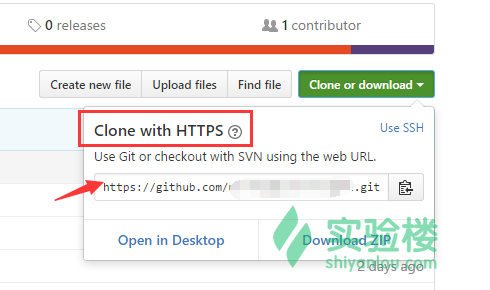 0 releases
1 contributor
Create new file
Upload files
Find file
Clone or download
Clone with HTTPS ?
Use SSH
Use Git or checkout with SVN using the web URL.
https://github.com/ .git
Open in Desktop
Download ZIP
实验楼
shiyanlou.com
2 days ago